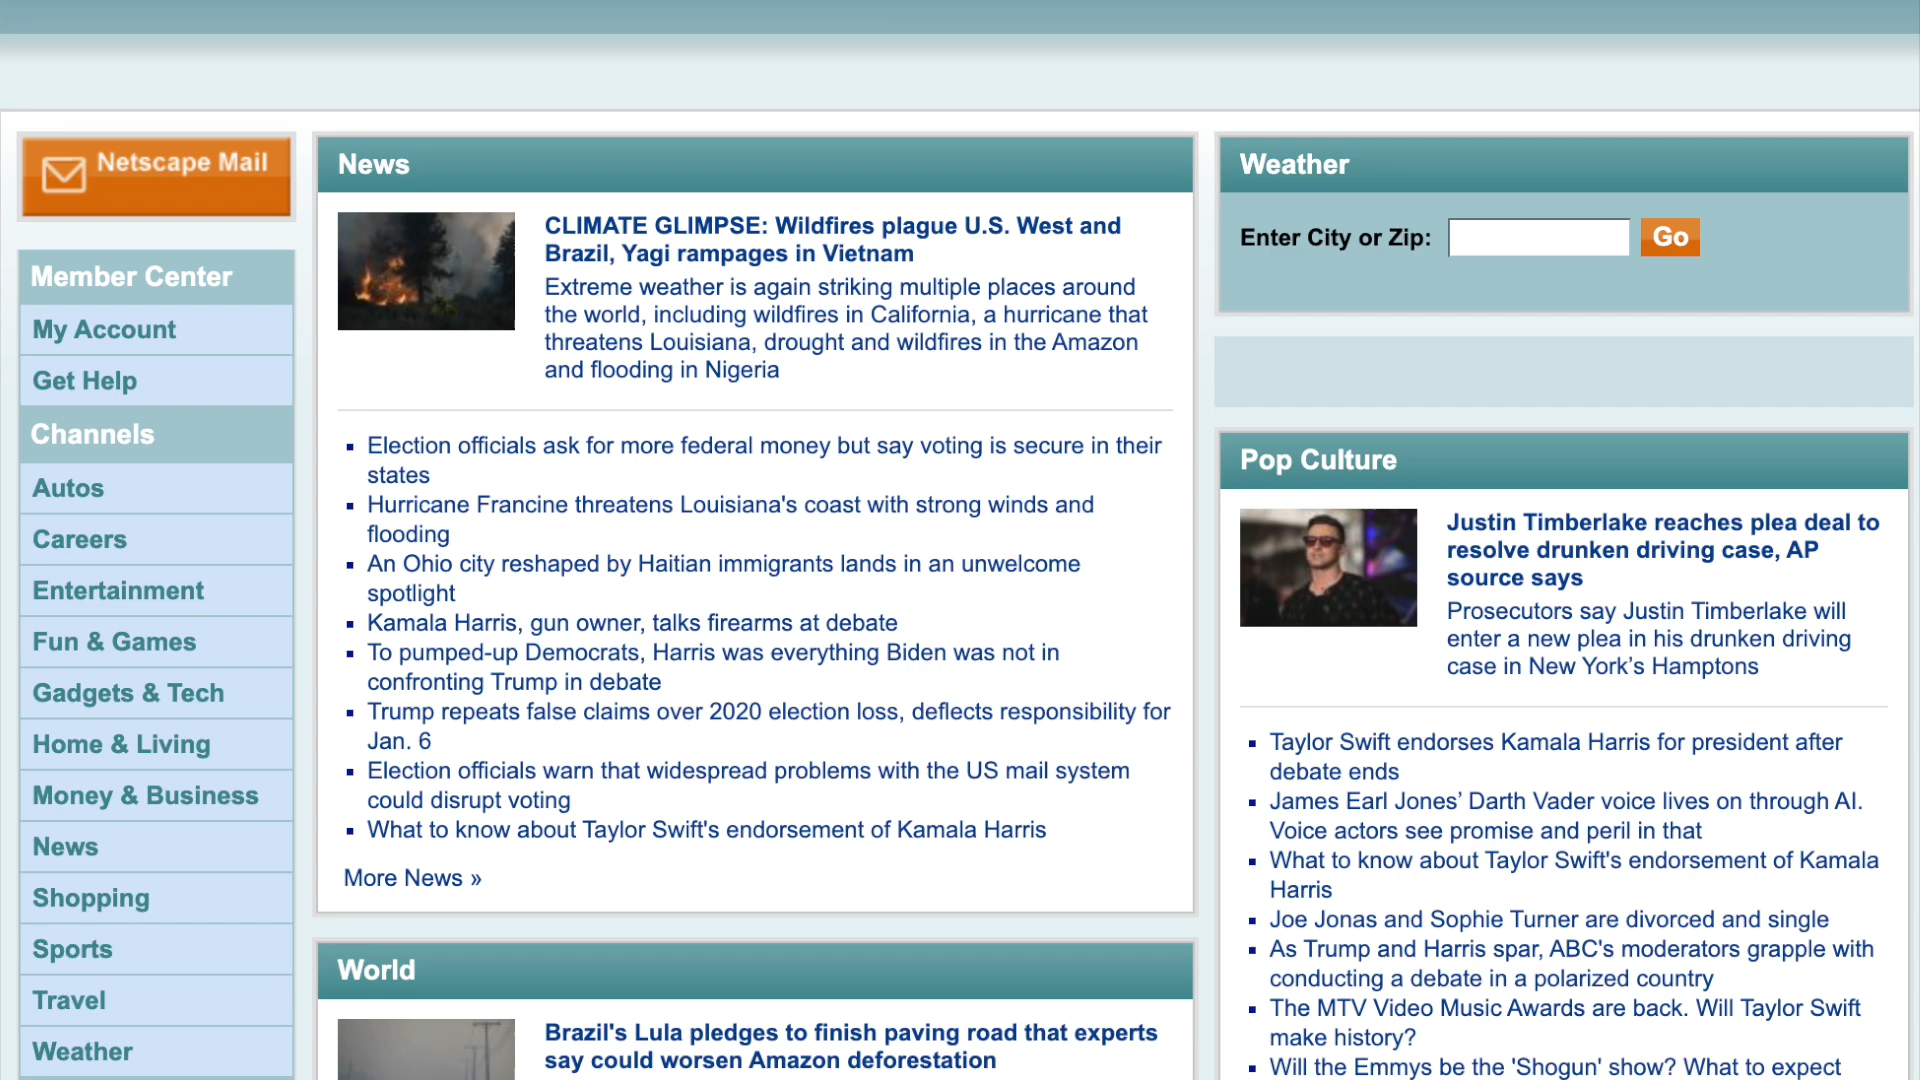 Netscape Mail
Member Center
My Account
Get Help
Channels
Autos
Careers
Entertainment
Fun & Games
Gadgets & Tech
Home & Living
Money & Business
News
Shopping
Sports
Travel
Weather
News
CLIMATE GLIMPSE: Wildfires plague U.S. West and
Brazil, Yagi rampages in Vietnam
Extreme weather is again striking multiple places around
the world, including wildfires in California, a hurricane that
threatens Louisiana, drought and wildfires in the Amazon
and flooding in Nigeria
Election officials ask for more federal money but say voting is secure in their
states
Hurricane Francine threatens Louisiana's coast with strong winds and
flooding
An Ohio city reshaped by Haitian immigrants lands in an unwelcome
spotlight
Kamala Harris, gun owner, talks firearms at debate
To pumped-up Democrats, Harris was everything Biden was not in
confronting Trump in debate
Trump repeats false claims over 2020 election loss, deflects responsibility for
Jan. 6
Election officials warn that widespread problems with the US mail system
could disrupt voting
What to know about Taylor Swift's endorsement of Kamala Harris
More News »
World
Brazil's Lula pledges to finish paving road that experts
say could worsen Amazon deforestation
Weather
Enter City or Zip:
Go
Pop Culture
Justin Timberlake reaches plea deal to
resolve drunken driving case, AP
source says
Prosecutors say Justin Timberlake will
enter a new plea in his drunken driving
case in New York’s Hamptons
Taylor Swift endorses Kamala Harris for president after
debate ends
James Earl Jones’ Darth Vader voice lives on through AI.
Voice actors see promise and peril in that
What to know about Taylor Swift's endorsement of Kamala
Harris
Joe Jonas and Sophie Turner are divorced and single
As Trump and Harris spar, ABC's moderators grapple with
conducting a debate in a polarized country
The MTV Video Music Awards are back. Will Taylor Swift
make history?
Will the Emmys be the 'Shogun' show? What to expect